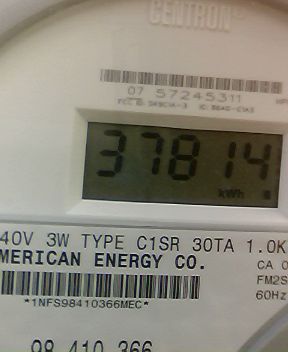 CENTRON®
07 57245311
37814
kWh
40V 3W TYPE C1SR 30TA 1.0K
MERICAN ENERGY CO.
CA 0
FM2S
60Hz
*1NFS98410366MEC*
98 410 366